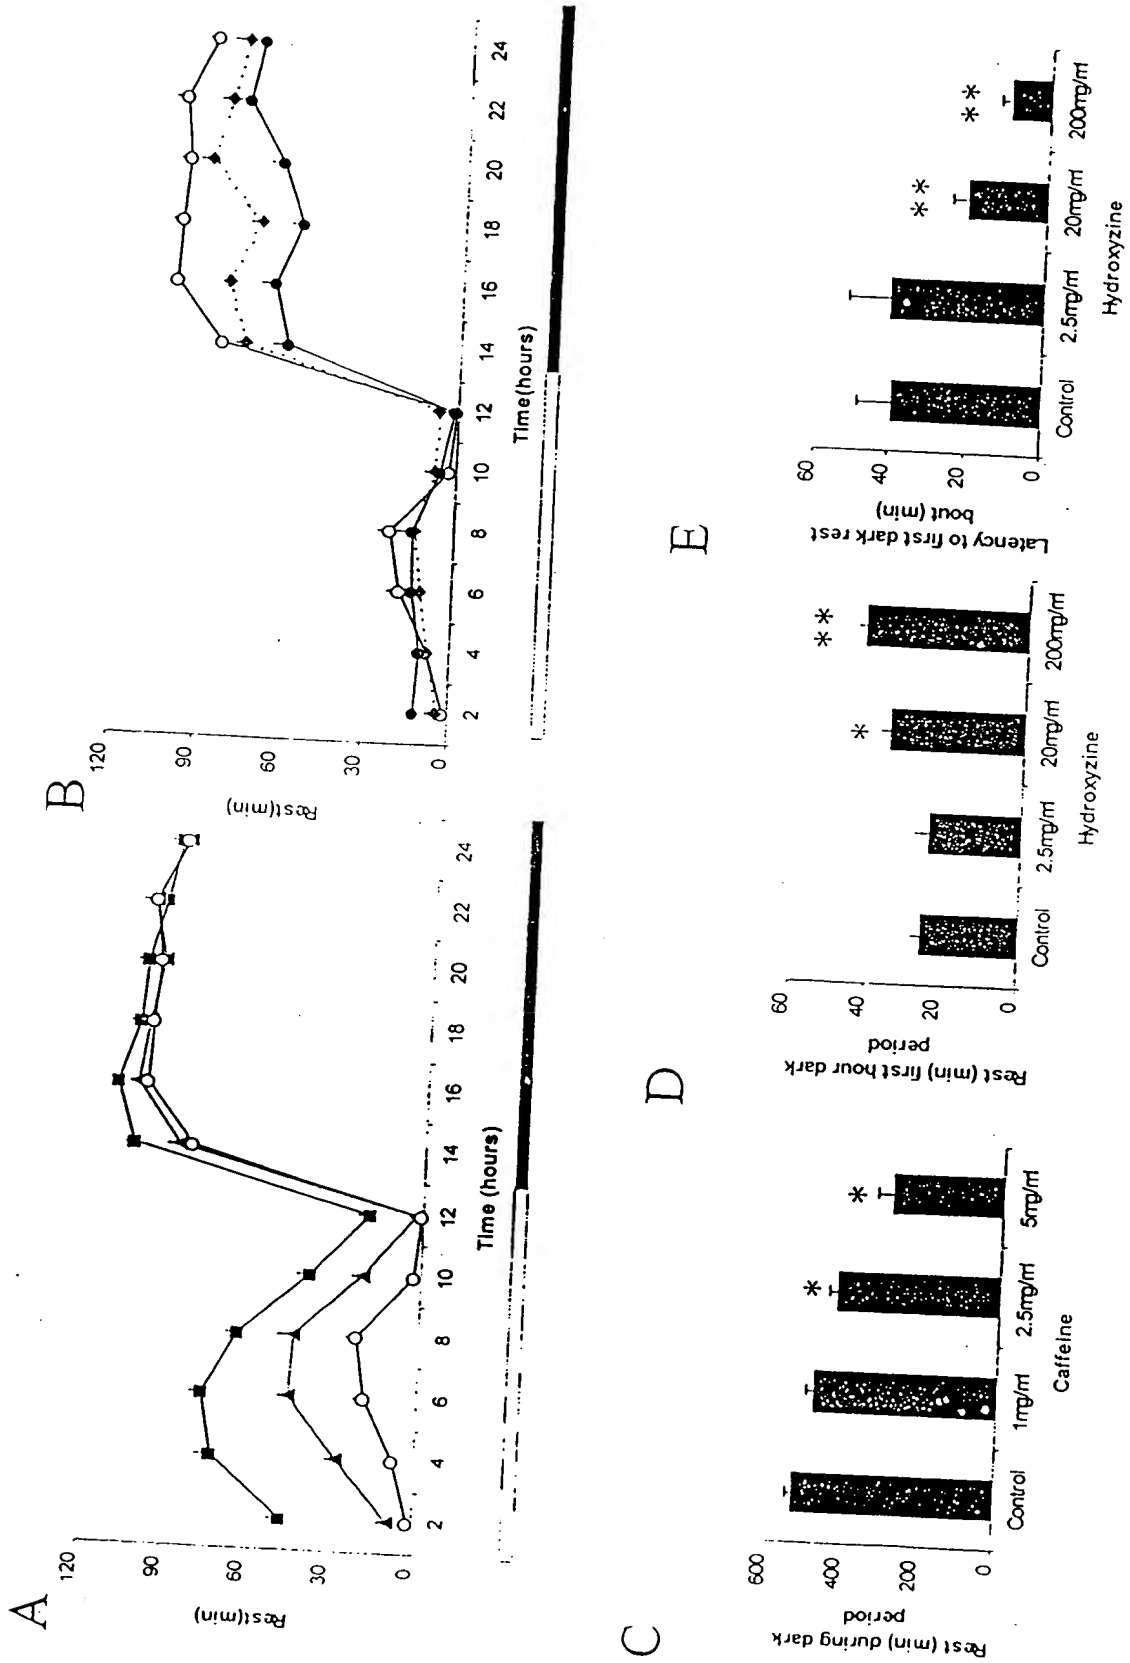 A
Rest(min)
120
90
60
30
0
2 4 6 8 10 12 14 16 18 20 22 24
Time (hours)
B
Rest(min)
120
90
60
30
0
2 4 6 8 10 12 14 16 18 20 22 24
Time(hours)
C
Rest (min) during dark
period
600
400
200
0
Control 1mg/ml 2.5mg/ml 5mg/ml
* *
Caffeine
D
Rest (min) first hour dark
period
60
40
20
0
Control 2.5mg/ml 20mg/ml 200mg/ml
* **
Hydroxyzine
E
Latency to first dark rest
bout (min)
60
40
20
0
Control 2.5mg/ml 20mg/ml 200mg/ml
** **
Hydroxyzine